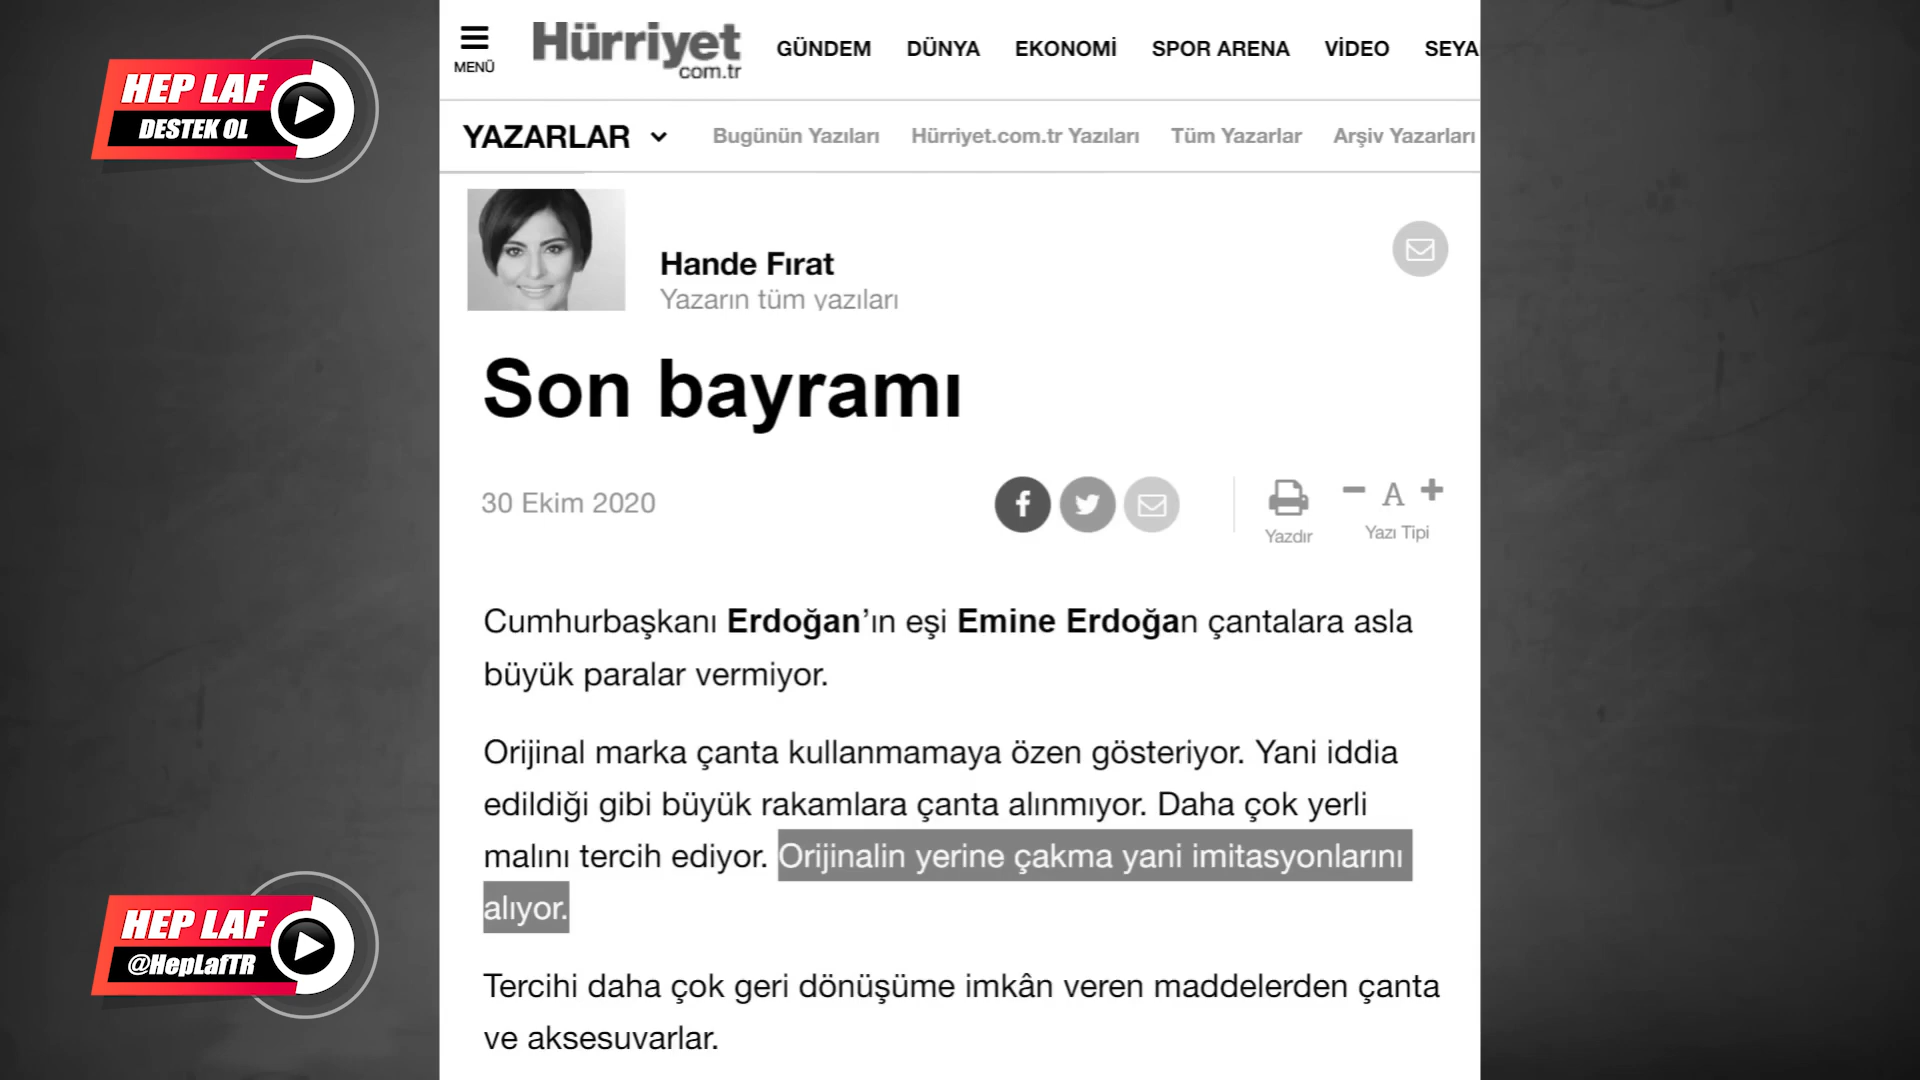 HEP LAF
DESTEK OL
MENÜ
Hürriyet
com.tr
GÜNDEM DÜNYA EKONOMİ SPOR ARENA VİDEO SEYA
YAZARLAR Bugünün Yazıları Hürriyet.com.tr Yazıları Tüm Yazarlar Arşiv Yazarları
Hande Fırat
Yazarın tüm yazıları
Son bayramı
30 Ekim 2020
Yazdır
A
Yazı Tipi
Cumhurbaşkanı Erdoğan’ın eşi Emine Erdoğan çantalara asla
büyük paralar vermiyor.
Orijinal marka çanta kullanmamaya özen gösteriyor. Yani iddia
edildiği gibi büyük rakamlara çanta alınmıyor. Daha çok yerli
malını tercih ediyor. Orijinalin yerine çakma yani imitasyonlarını
alıyor.
Tercihi daha çok geri dönüşüme imkân veren maddelerden çanta
ve aksesuvarlar.
HEP LAF
@HepLafTR